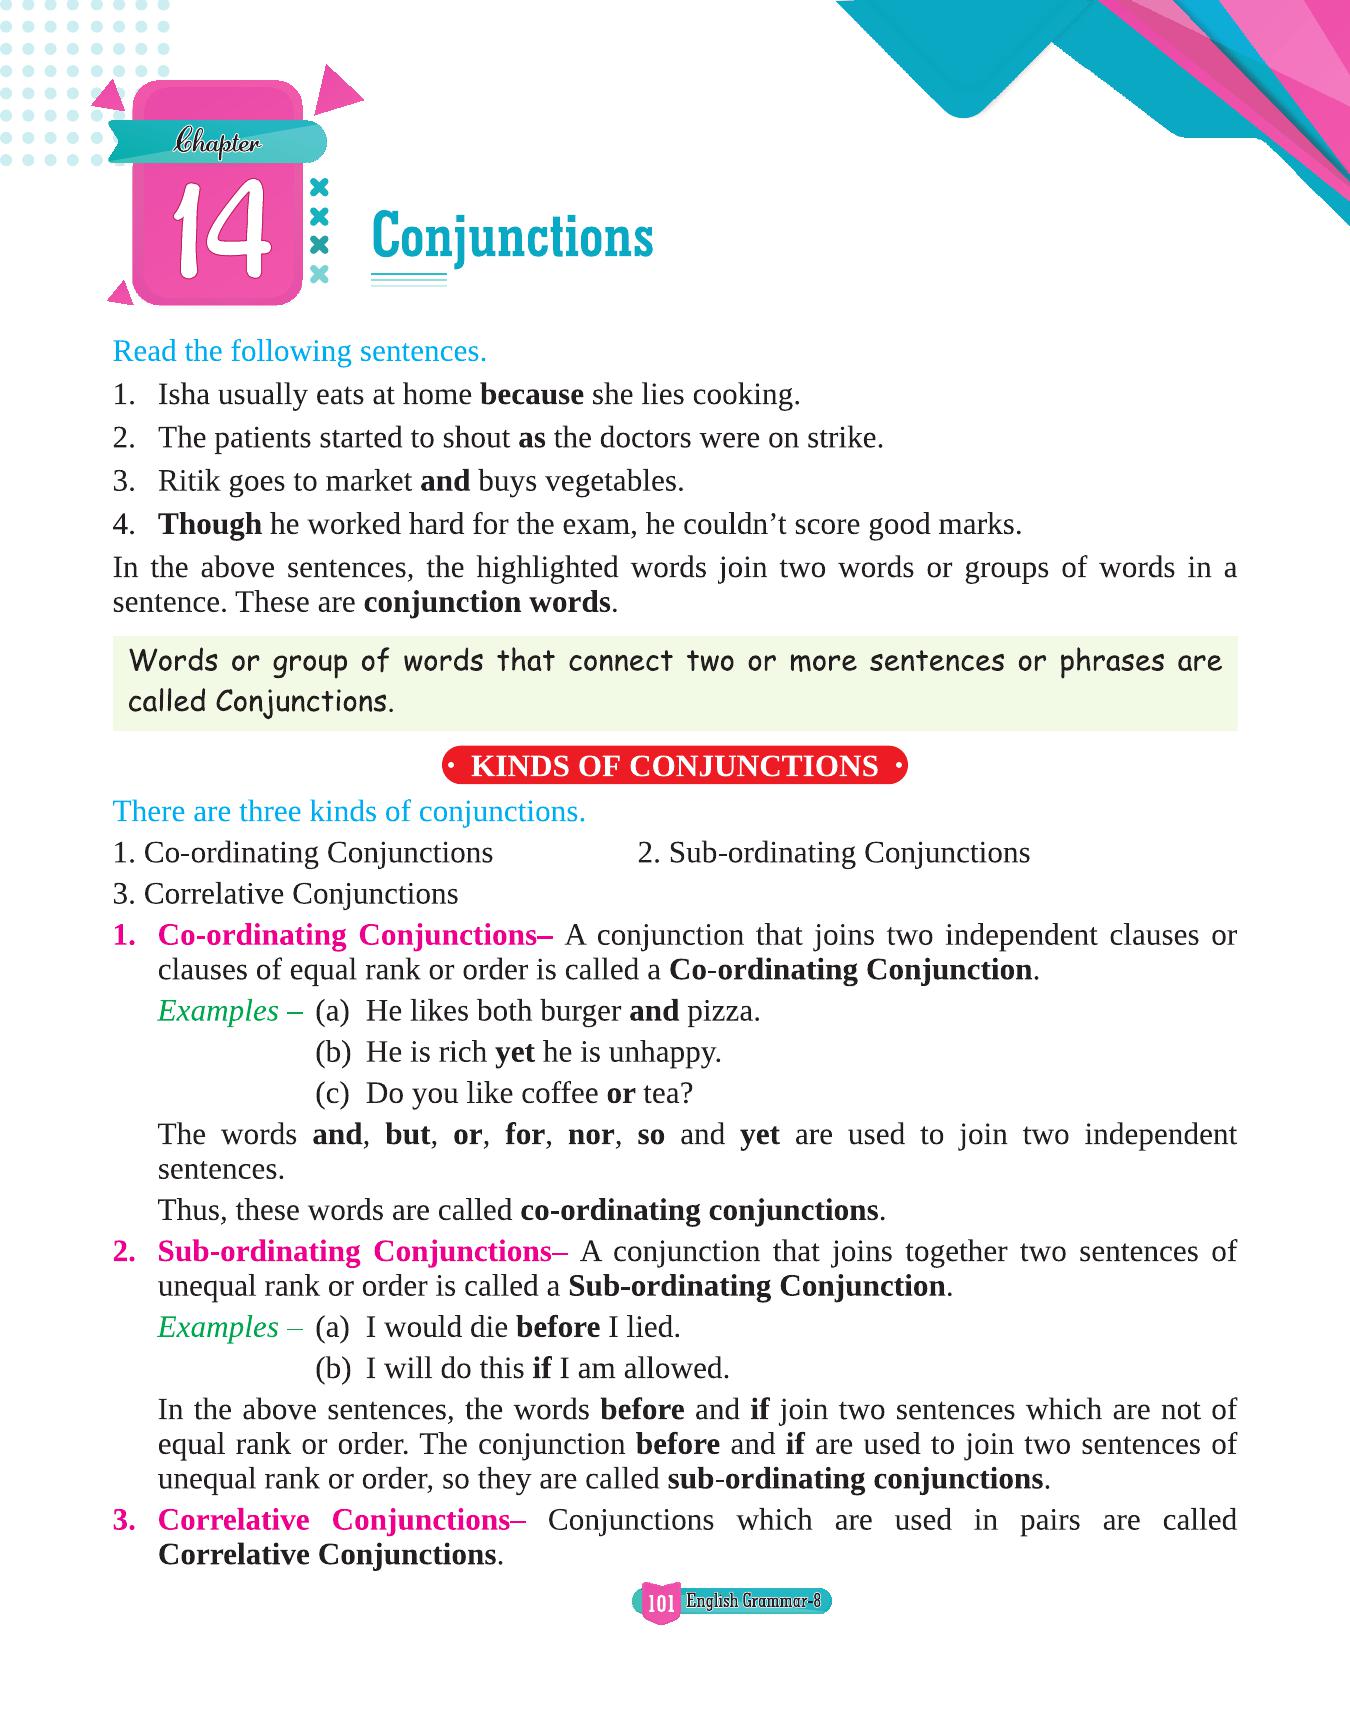 Chapter
14
Conjunctions
Read the following sentences.
1. Isha usually eats at home because she lies cooking.
2. The patients started to shout as the doctors were on strike.
3. Ritik goes to market and buys vegetables.
4. Though he worked hard for the exam, he couldn’t score good marks.
In the above sentences, the highlighted words join two words or groups of words in a
sentence. These are conjunction words.
Words or group of words that connect two or more sentences or phrases are
called Conjunctions.
• KINDS OF CONJUNCTIONS •
There are three kinds of conjunctions.
1. Co-ordinating Conjunctions 2. Sub-ordinating Conjunctions
3. Correlative Conjunctions
1. Co-ordinating Conjunctions– A conjunction that joins two independent clauses or
clauses of equal rank or order is called a Co-ordinating Conjunction.
Examples – (a) He likes both burger and pizza.
(b) He is rich yet he is unhappy.
(c) Do you like coffee or tea?
The words and, but, or, for, nor, so and yet are used to join two independent
sentences.
Thus, these words are called co-ordinating conjunctions.
2. Sub-ordinating Conjunctions– A conjunction that joins together two sentences of
unequal rank or order is called a Sub-ordinating Conjunction.
Examples – (a) I would die before I lied.
(b) I will do this if I am allowed.
In the above sentences, the words before and if join two sentences which are not of
equal rank or order. The conjunction before and if are used to join two sentences of
unequal rank or order, so they are called sub-ordinating conjunctions.
3. Correlative Conjunctions– Conjunctions which are used in pairs are called
Correlative Conjunctions.
101 English Grammar-8